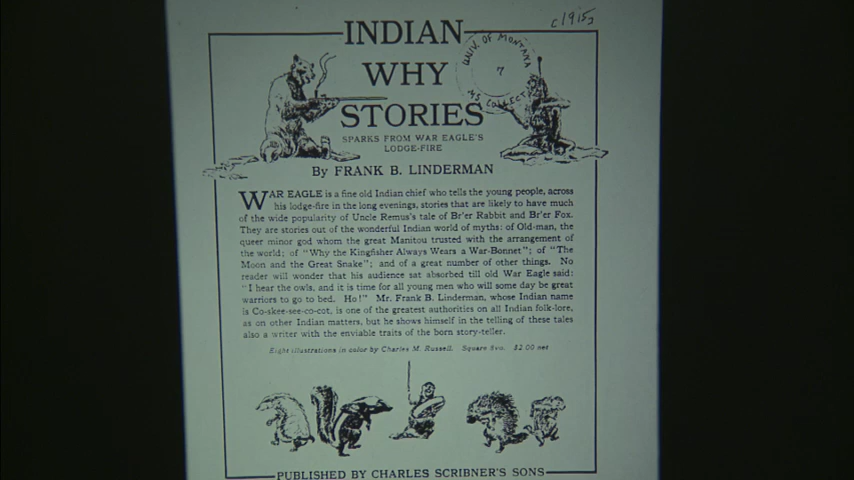 c1915
INDIAN
WHY
STORIES
UNIV. OF MONTANA
7
MS COLLECT
SPARKS FROM WAR EAGLE'S
LODGE-FIRE
By FRANK B. LINDERMAN
WAR EAGLE is a fine old Indian chief who tells the young people, across
his lodge-fire in the long evenings, stories that are likely to have much
of the wide popularity of Uncle Remus's tale of Br'er Rabbit and Br'er Fox.
They are stories out of the wonderful Indian world of myths: of Old-man, the
queer minor god whom the great Manitou trusted with the arrangement of
the world; of "Why the Kingfisher Always Wears a War-Bonnet"; of "The
Moon and the Great Snake"; and of a great number of other things. No
reader will wonder that his audience sat absorbed till old War Eagle said:
"I hear the owls, and it is time for all young men who will some day be great
warriors to go to bed. Ho!" Mr. Frank B. Linderman, whose Indian name
is Co-skee-see-co-cot, is one of the greatest authorities on all Indian folk-lore,
as on other Indian matters, but he shows himself in the telling of these tales
also a writer with the enviable traits of the born story-teller.
Eight illustrations in color by Charles M. Russell. Square 8vo. $2.00 net
PUBLISHED BY CHARLES SCRIBNER'S SONS